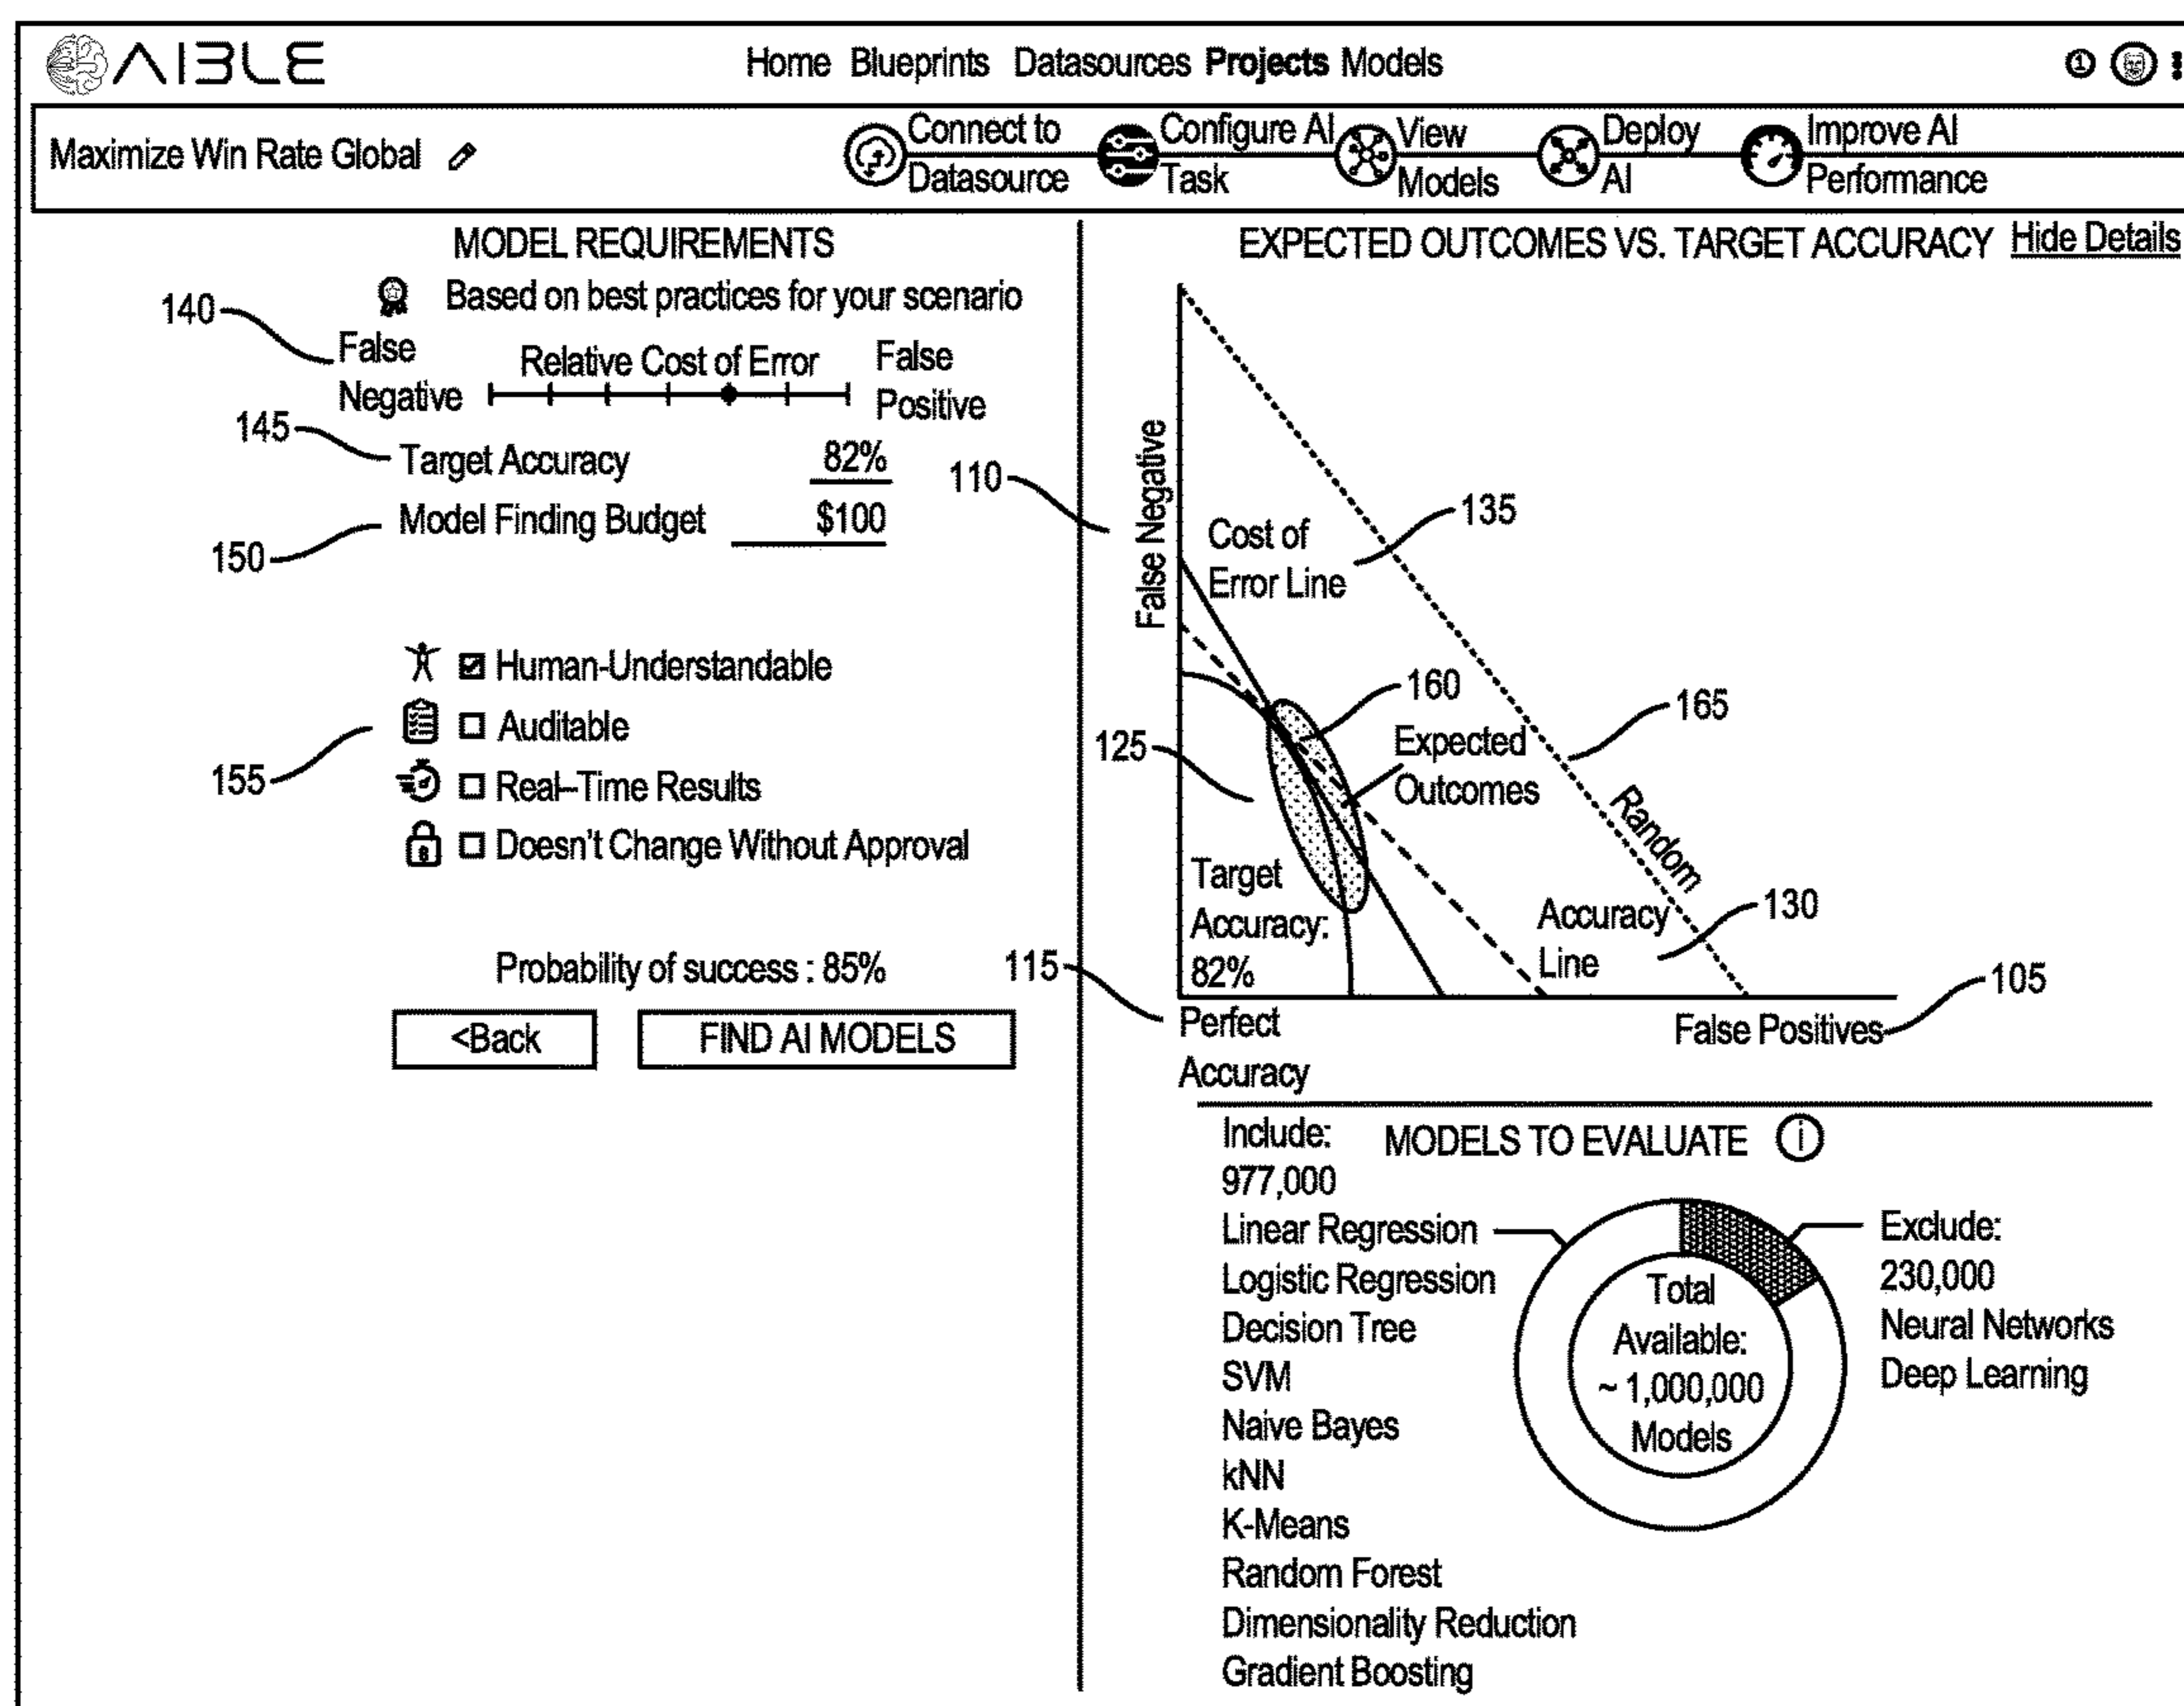 AIBLE
Home Blueprints Datasources Projects Models
1
Maximize Win Rate Global
Connect to
Datasource
Configure AI
Task
View
Models
Deploy
AI
Improve AI
Performance
MODEL REQUIREMENTS
Based on best practices for your scenario
140
False
Negative
Relative Cost of Error
False
Positive
145
Target Accuracy 82%
150
Model Finding Budget $100
Human-Understandable
Auditable
155
Real-Time Results
Doesn't Change Without Approval
Probability of success : 85%
<Back
FIND AI MODELS
EXPECTED OUTCOMES VS. TARGET ACCURACY Hide Details
110
False Negative
135
Cost of
Error Line
160
165
125
Expected
Outcomes
Random
Target
Accuracy:
82%
Accuracy
Line
130
115
105
Perfect
Accuracy
False Positives
Include:
977,000
MODELS TO EVALUATE i
Linear Regression
Logistic Regression
Decision Tree
SVM
Naive Bayes
kNN
K-Means
Random Forest
Dimensionality Reduction
Gradient Boosting
Total
Available:
~ 1,000,000
Models
Exclude:
230,000
Neural Networks
Deep Learning